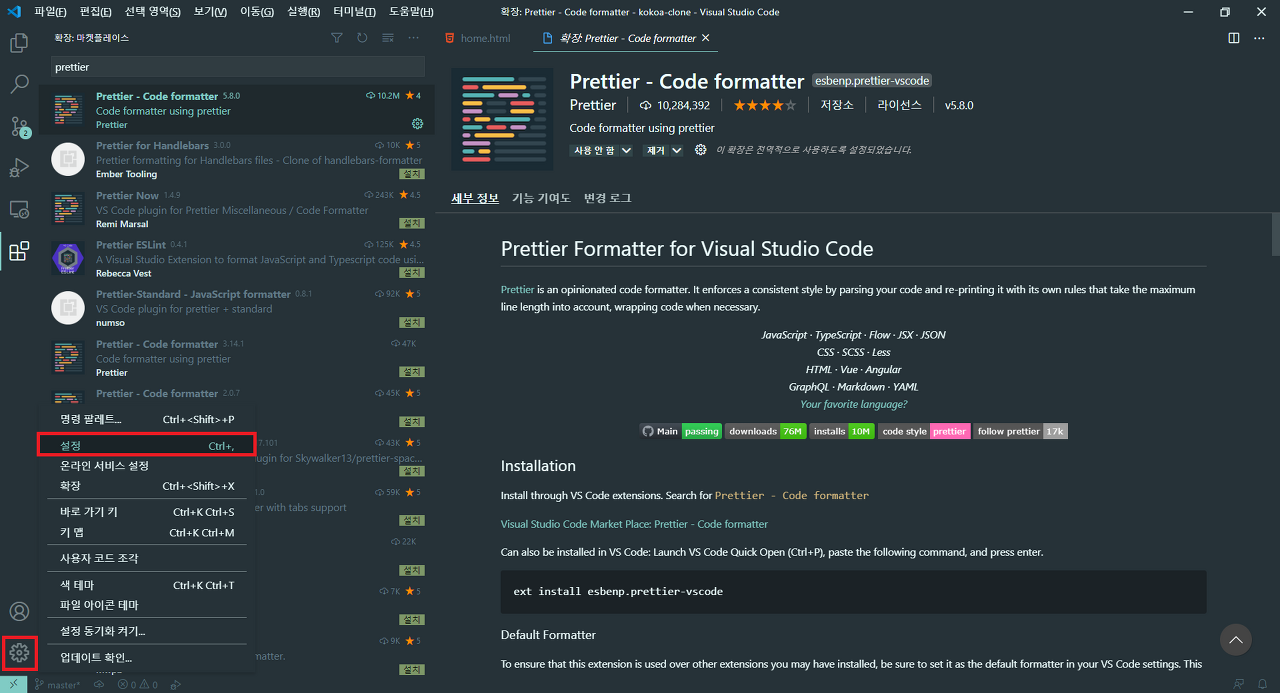 파일(F) 편집(E) 선택 영역(S) 보기(V) 이동(G) 실행(R) 터미널(T) 도움말(H)
확장: Prettier - Code formatter - kokoa-clone - Visual Studio Code
확장: 마켓플레이스
prettier
Prettier - Code formatter 5.8.0 10.2M 4
Code formatter using prettier
Prettier
Prettier for Handlebars 3.0.0 10K 5
Prettier formatting for Handlebars files - Clone of handlebars-formatter
Ember Tooling 설치
Prettier Now 1.4.9 243K 4.5
VS Code plugin for Prettier Miscellaneous / Code Formatter
Remi Marsal 설치
Prettier ESLint 0.4.1 125K 4.5
A Visual Studio Extension to format JavaScript and Typescript code usi...
Rebecca Vest 설치
Prettier-Standard - JavaScript formatter 0.8.1 92K 5
VS Code plugin for prettier + standard
numso 설치
Prettier - Code formatter 3.14.1 47K
Code formatter using prettier
Prettier 설치
Prettier - Code formatter 2.0.7 45K 5
설치
7.101 43K 5
lugin for Skywalker13/prettier-spac...
설치
1.0 59K 5
er with tabs support
설치
22K
설치
7K 5
설치
9K 5
matter.
설치
2
명령 팔레트... Ctrl+<Shift>+P
설정 Ctrl+,
온라인 서비스 설정
확장 Ctrl+<Shift>+X
바로 가기 키 Ctrl+K Ctrl+S
키 맵 Ctrl+K Ctrl+M
사용자 코드 조각
색 테마 Ctrl+K Ctrl+T
파일 아이콘 테마
설정 동기화 켜기...
업데이트 확인...
master* 0 0
home.html 확장: Prettier - Code formatter
Prettier - Code formatter esbenp.prettier-vscode
Prettier 10,284,392 저장소 라이선스 v5.8.0
Code formatter using prettier
사용 안 함 제거 이 확장은 전역적으로 사용하도록 설정되었습니다.
세부 정보 기능 기여도 변경 로그
Prettier Formatter for Visual Studio Code
Prettier is an opinionated code formatter. It enforces a consistent style by parsing your code and re-printing it with its own rules that take the maximum
line length into account, wrapping code when necessary.
JavaScript · TypeScript · Flow · JSX · JSON
CSS · SCSS · Less
HTML · Vue · Angular
GraphQL · Markdown · YAML
Your favorite language?
Main passing downloads 76M installs 10M code style prettier follow prettier 17k
Installation
Install through VS Code extensions. Search for Prettier - Code formatter
Visual Studio Code Market Place: Prettier - Code formatter
Can also be installed in VS Code: Launch VS Code Quick Open (Ctrl+P), paste the following command, and press enter.
ext install esbenp.prettier-vscode
Default Formatter
To ensure that this extension is used over other extensions you may have installed, be sure to set it as the default formatter in your VS Code settings. This